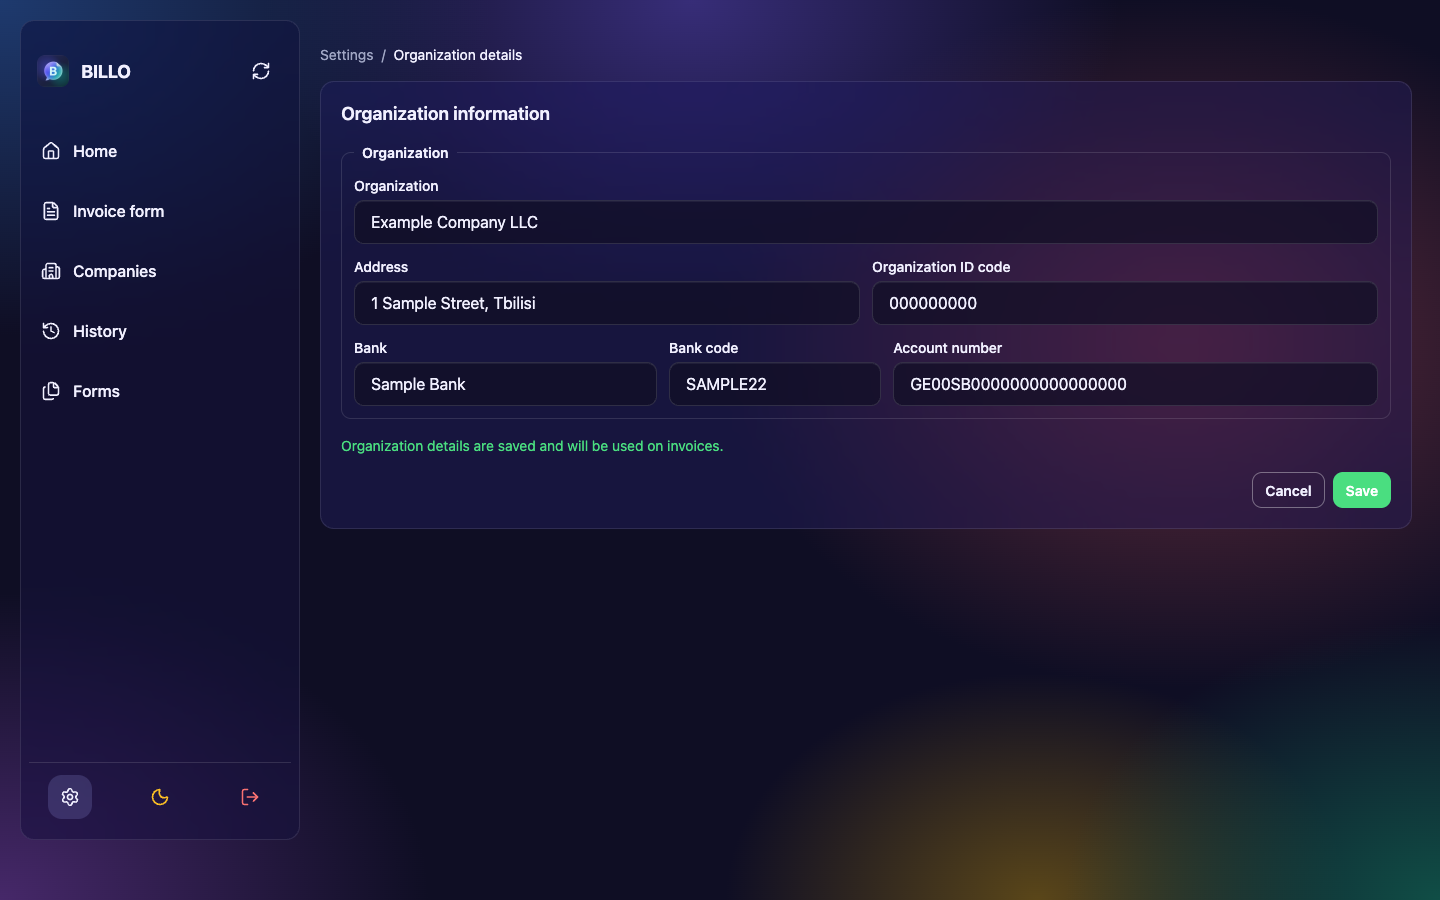 B
BILLO
Home
Invoice form
Companies
History
Forms
Settings / Organization details
Organization information
Organization
Organization
Example Company LLC
Address
Organization ID code
1 Sample Street, Tbilisi
000000000
Bank
Bank code
Account number
Sample Bank
SAMPLE22
GE00SB0000000000000000
Organization details are saved and will be used on invoices.
Cancel
Save